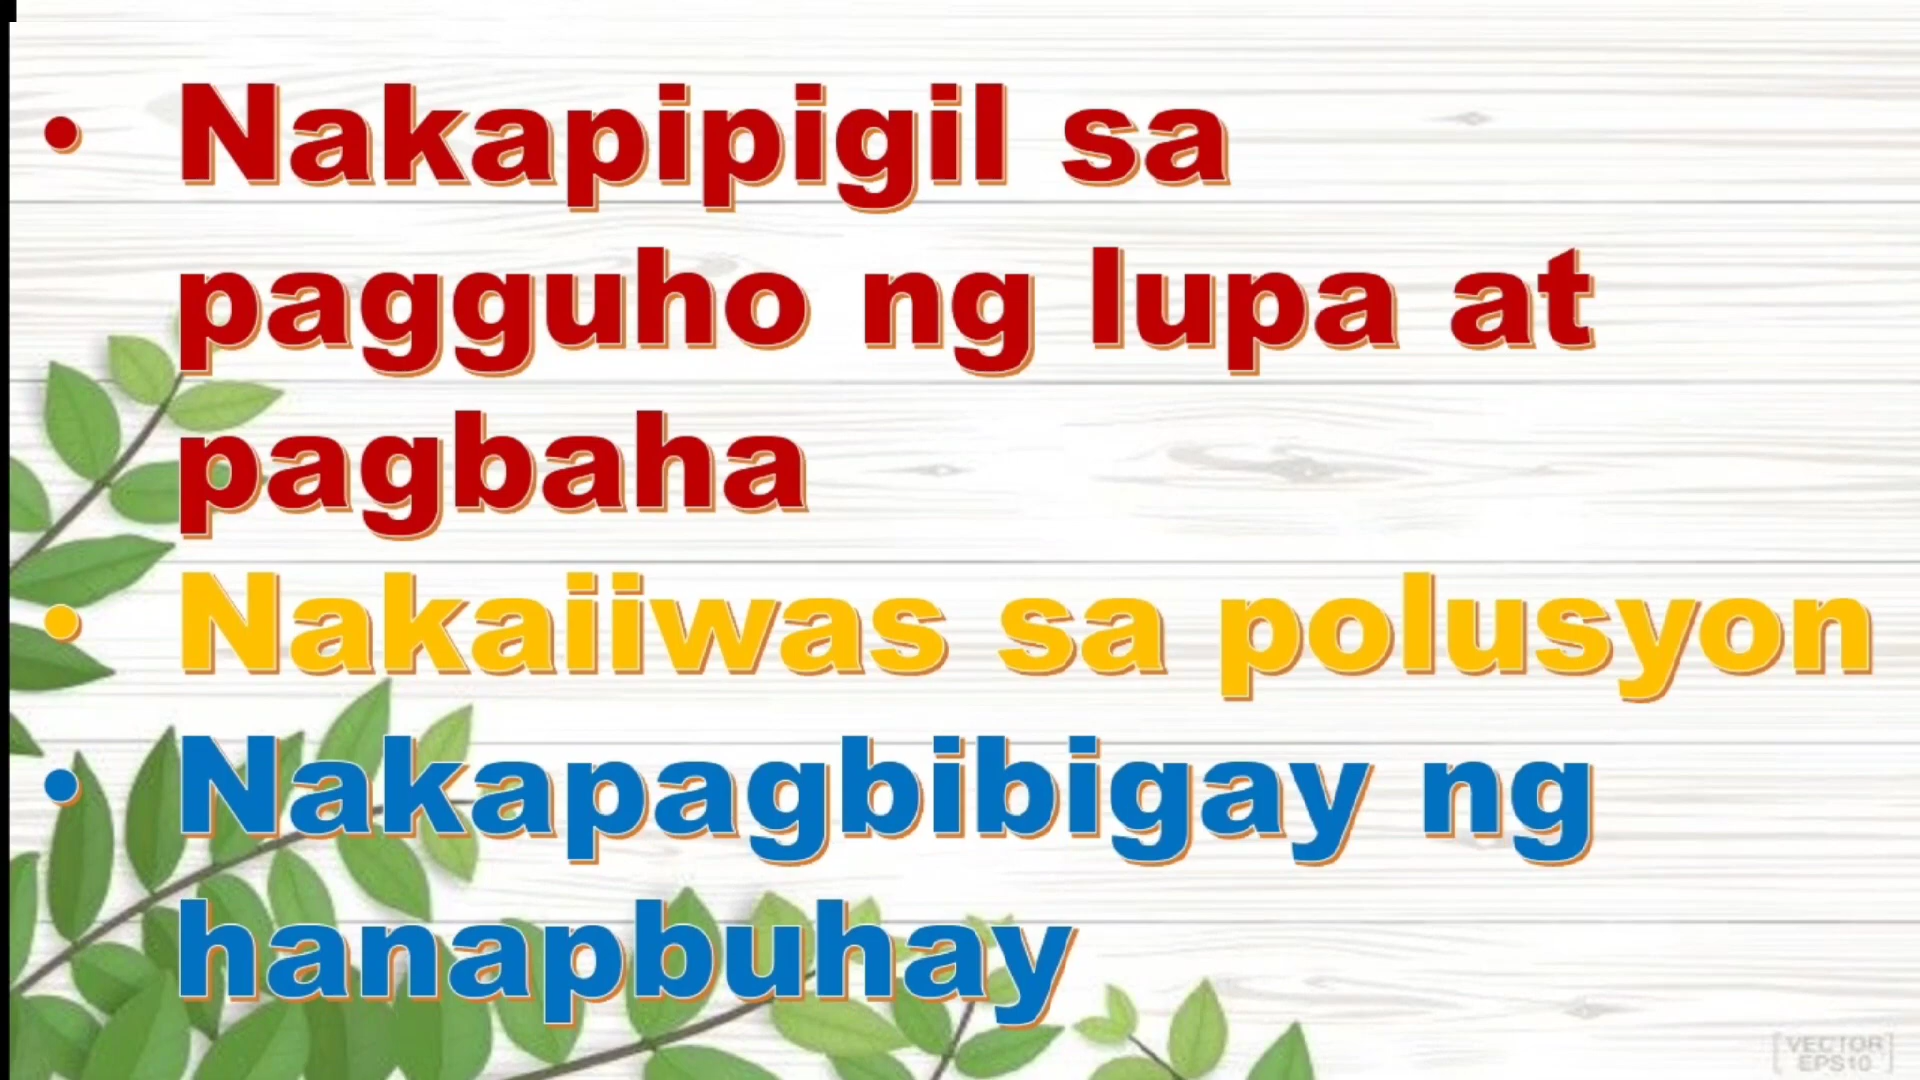 • Nakapipigil sa
pagguho ng lupa at
pagbaha
• Nakaiiwas sa polusyon
• Nakapagbibigay ng
hanapbuhay
[VECTOR
EPS10]